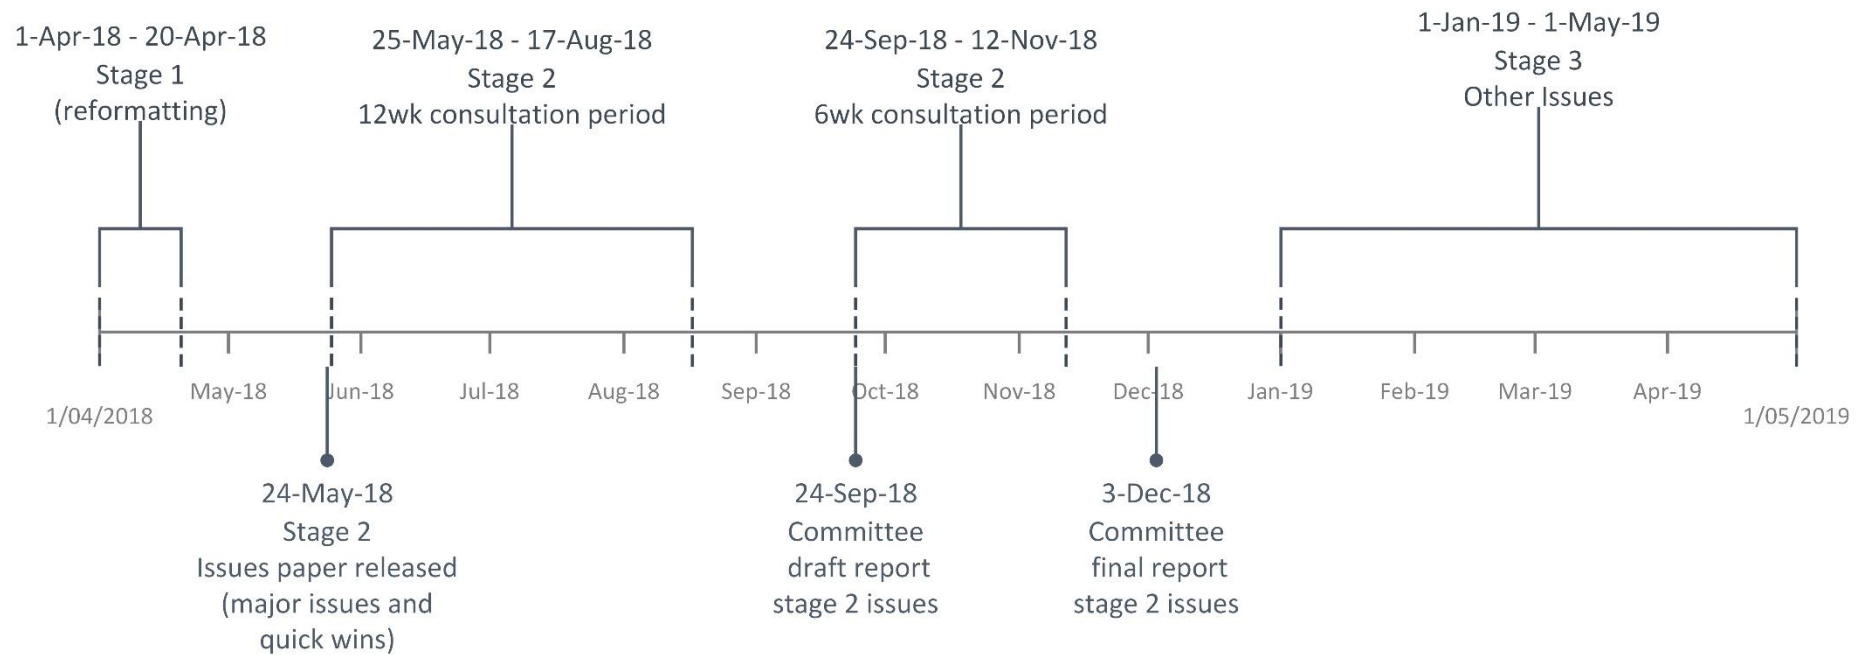 1-Apr-18 - 20-Apr-18
Stage 1
(reformatting)
25-May-18 - 17-Aug-18
Stage 2
12wk consultation period
24-Sep-18 - 12-Nov-18
Stage 2
6wk consultation period
1-Jan-19 - 1-May-19
Stage 3
Other Issues
May-18
Jun-18
Jul-18
Aug-18
Sep-18
Oct-18
Nov-18
Dec-18
Jan-19
Feb-19
Mar-19
Apr-19
1/04/2018
1/05/2019
24-May-18
Stage 2
Issues paper released
(major issues and
quick wins)
24-Sep-18
Committee
draft report
stage 2 issues
3-Dec-18
Committee
final report
stage 2 issues